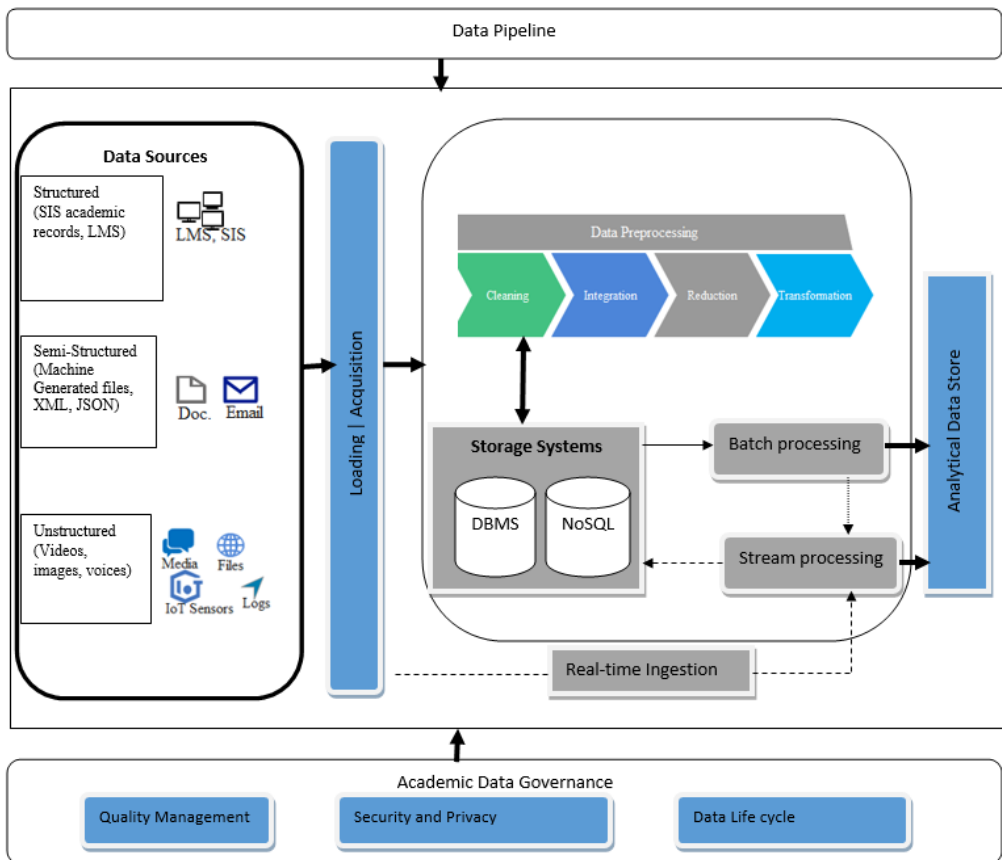 Data Pipeline
Data Sources
Structured
(SIS academic
records, LMS)
LMS, SIS
Semi-Structured
(Machine
Generated files,
XML, JSON)
Doc.
Email
Unstructured
(Videos,
images, voices)
Media
Files
IoT
IoT Sensors
Logs
Loading | Acquisition
Data Preprocessing
Cleaning
Integration
Reduction
Transformation
Storage Systems
DBMS
NoSQL
Batch processing
Stream processing
Real-time Ingestion
Analytical Data Store
Academic Data Governance
Quality Management
Security and Privacy
Data Life cycle